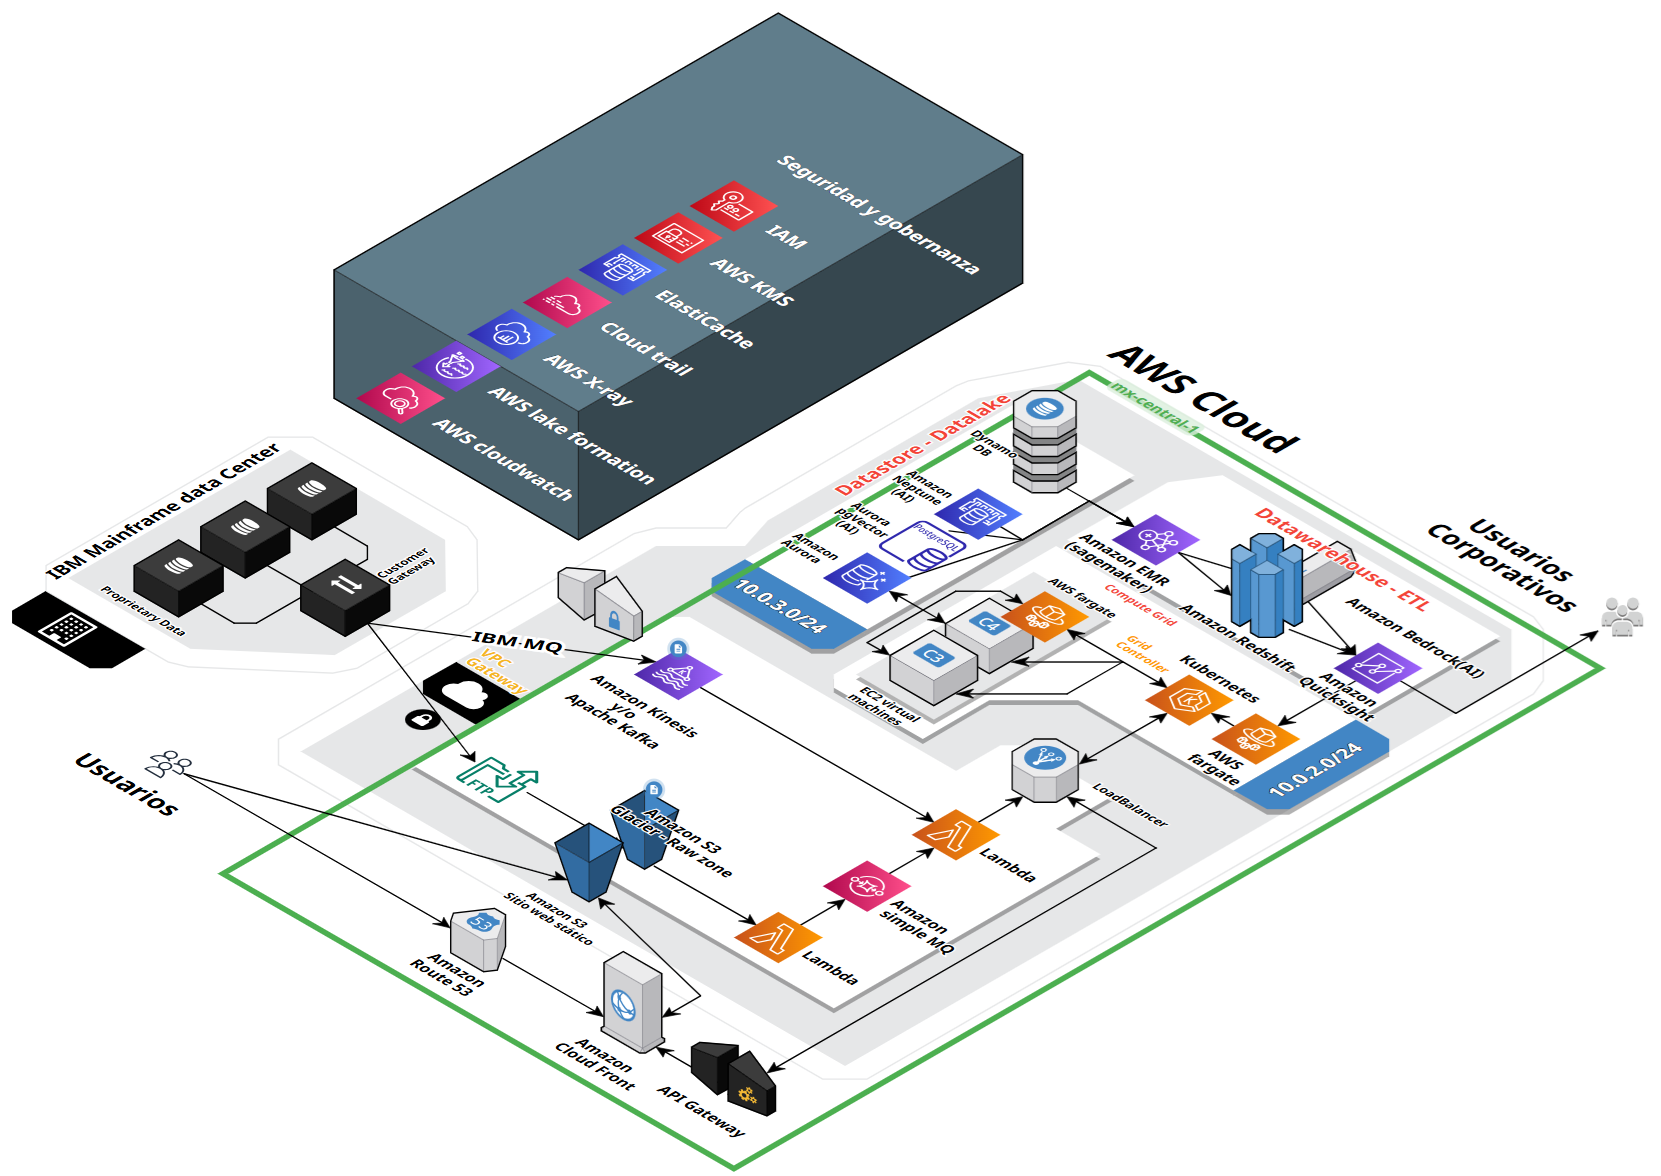 Seguridad y gobernanza
IAM
AWS KMS
ElastiCache
Cloud trail
AWS X-ray
AWS lake formation
AWS cloudwatch
IBM Mainframe data Center
Proprietary Data
Customer
Gateway
IBM-MQ
VPC
Gateway
AWS Cloud
mx-central-1
Datastore - Datalake
Dynamo
DB
Amazon
Neptune
(AI)
Aurora
pgVector
(AI)
PostgreSQL
Amazon
Aurora
10.0.3.0/24
Amazon EMR
(sagemaker)
Datawarehouse - ETL
Amazon Redshift
Amazon Bedrock(AI)
Amazon
Quicksight
Usuarios
Corporativos
AWS fargate
Compute Grid
Grid
Controller
C4
C3
EC2 virtual
machines
Kubernetes
AWS
fargate
10.0.2.0/24
LoadBalancer
Amazon Kinesis
y/o
Apache Kafka
FTP
Amazon S3
Glacier - Raw zone
Lambda
Amazon
simple MQ
Lambda
Usuarios
Amazon S3
Sitio web stático
53
Amazon
Route 53
Amazon
Cloud Front
API Gateway